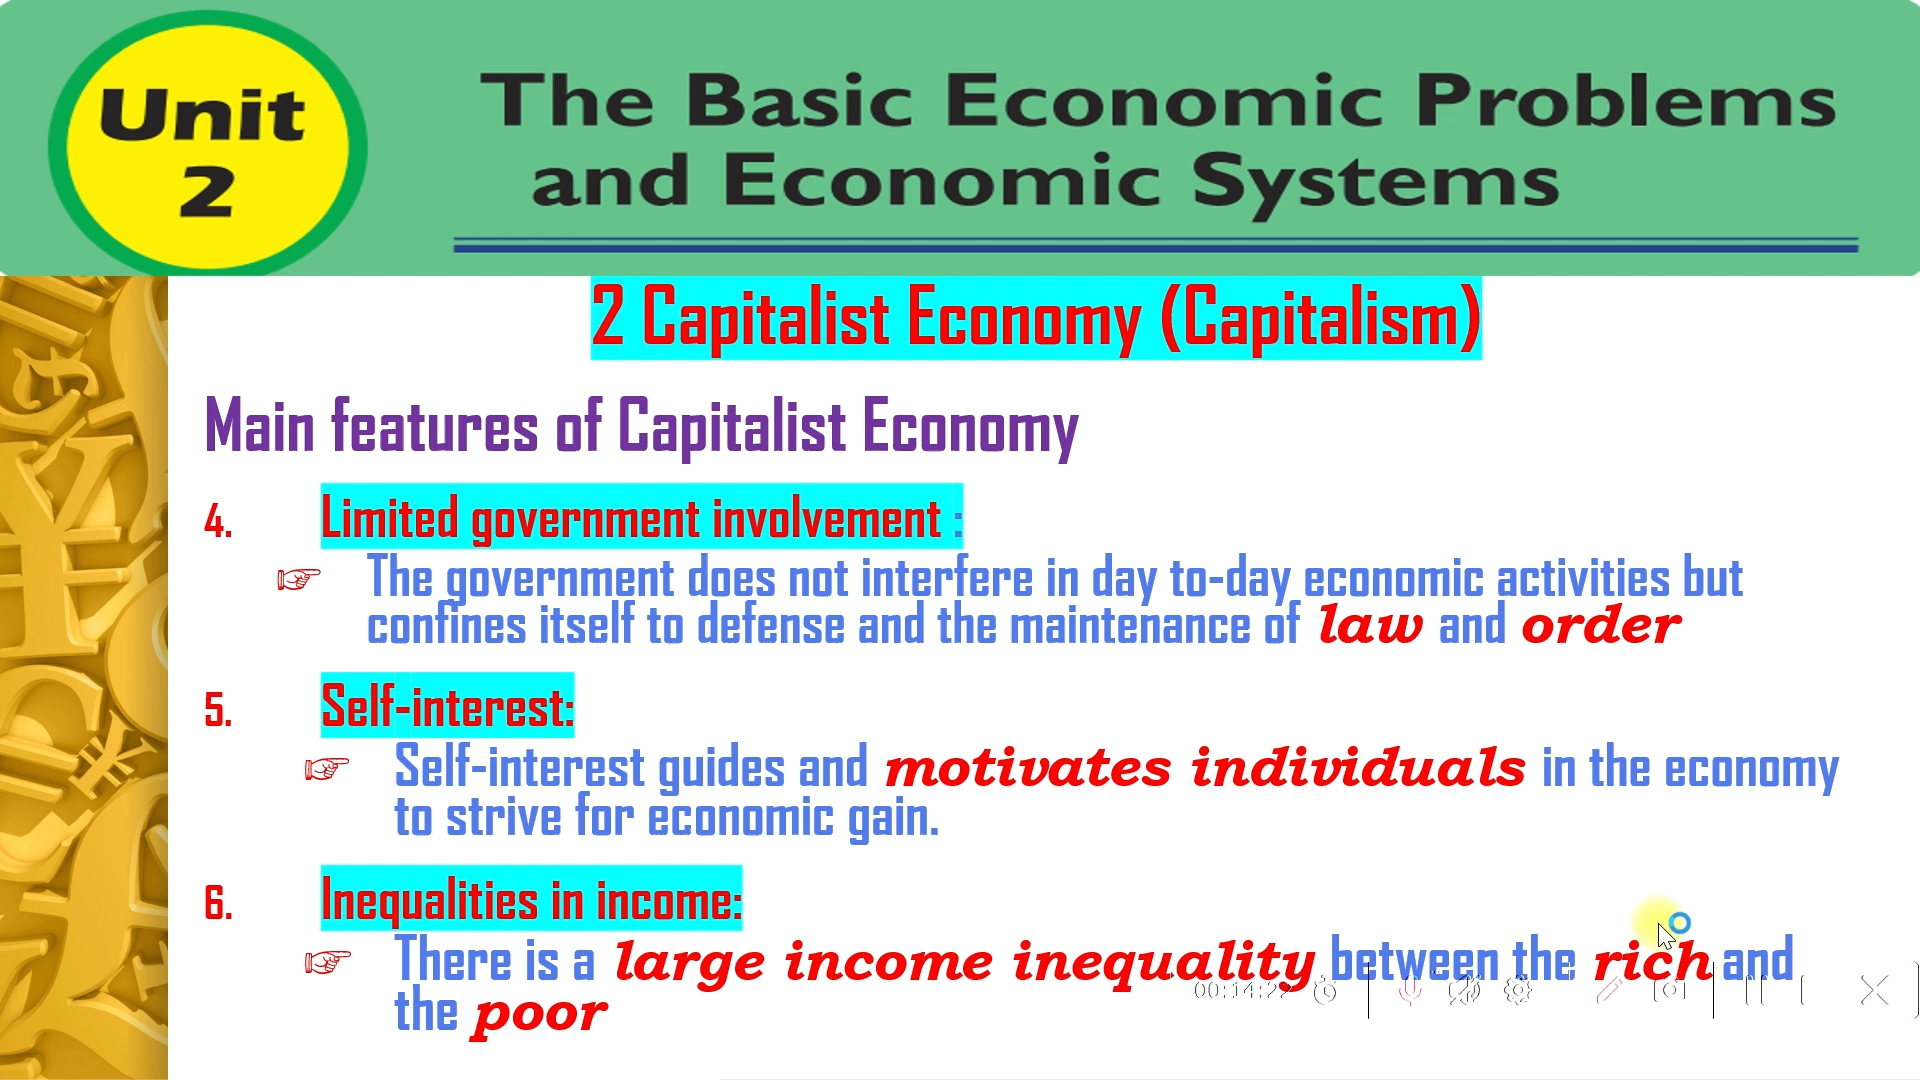 Unit
2
The Basic Economic Problems
and Economic Systems
2 Capitalist Economy (Capitalism)
Main features of Capitalist Economy
4. Limited government involvement :
☞ The government does not interfere in day to-day economic activities but
confines itself to defense and the maintenance of law and order
5. Self-interest:
☞ Self-interest guides and motivates individuals in the economy
to strive for economic gain.
6. Inequalities in income:
☞ There is a large income inequality between the rich and
the poor